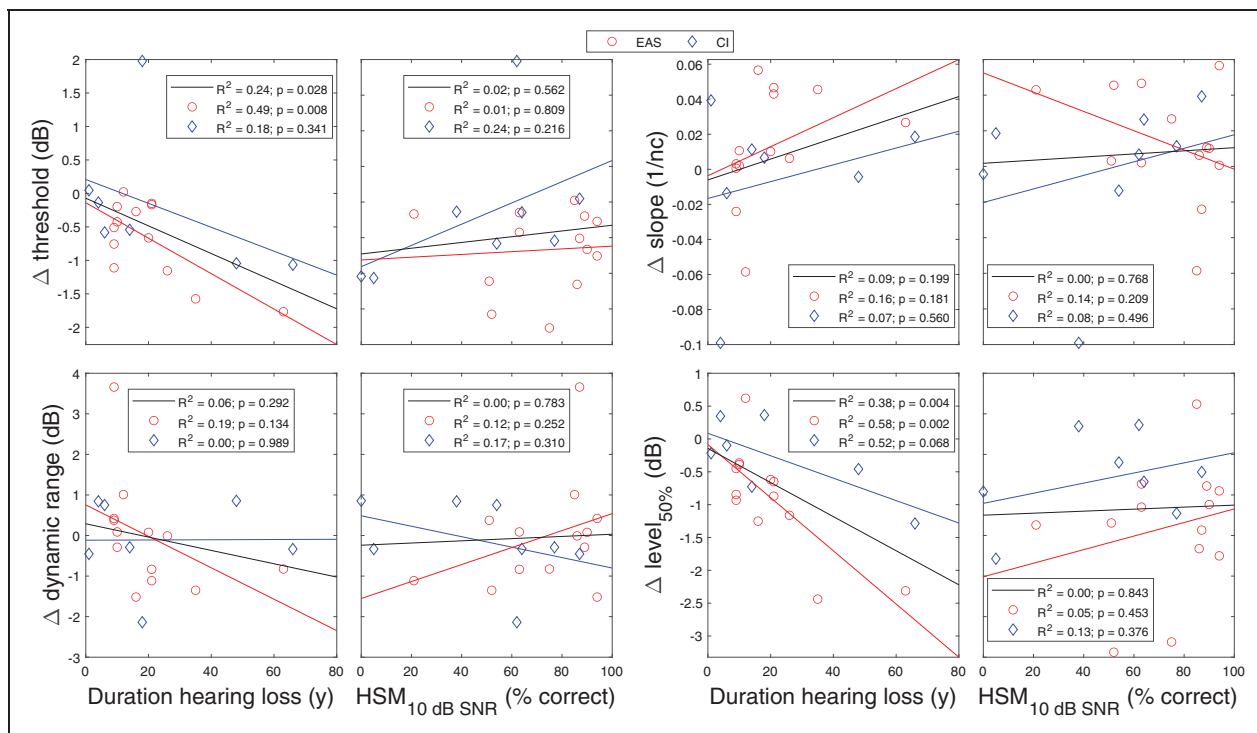 EAS CI
Δ threshold (dB)
2
1.5
1
0.5
0
-0.5
-1
-1.5
-2
R² = 0.24; p = 0.028
R² = 0.49; p = 0.008
R² = 0.18; p = 0.341
R² = 0.02; p = 0.562
R² = 0.01; p = 0.809
R² = 0.24; p = 0.216
Δ slope (1/nc)
0.06
0.04
0.02
0
-0.02
-0.04
-0.06
-0.08
-0.1
R² = 0.09; p = 0.199
R² = 0.16; p = 0.181
R² = 0.07; p = 0.560
R² = 0.00; p = 0.768
R² = 0.14; p = 0.209
R² = 0.08; p = 0.496
Δ dynamic range (dB)
4
3
2
1
0
-1
-2
-3
R² = 0.06; p = 0.292
R² = 0.19; p = 0.134
R² = 0.00; p = 0.989
0 20 40 60 80
Duration hearing loss (y)
R² = 0.00; p = 0.783
R² = 0.12; p = 0.252
R² = 0.17; p = 0.310
0 20 40 60 80 100
HSM10 dB SNR (% correct)
Δ level50% (dB)
1
0.5
0
-0.5
-1
-1.5
-2
-2.5
-3
R² = 0.38; p = 0.004
R² = 0.58; p = 0.002
R² = 0.52; p = 0.068
0 20 40 60 80
Duration hearing loss (y)
R² = 0.00; p = 0.843
R² = 0.05; p = 0.453
R² = 0.13; p = 0.376
0 20 40 60 80 100
HSM10 dB SNR (% correct)